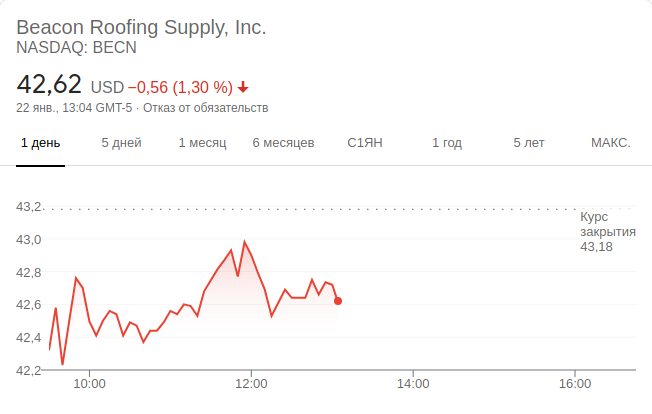 Beacon Roofing Supply, Inc.
NASDAQ: BECN
42,62 USD −0,56 (1,30 %)
22 янв., 13:04 GMT-5 · Отказ от обязательств
1 день 5 дней 1 месяц 6 месяцев С1ЯН 1 год 5 лет МАКС.
43,2
Курс
закрытия
43,18
43,0
42,8
42,6
42,4
42,2
10:00 12:00 14:00 16:00